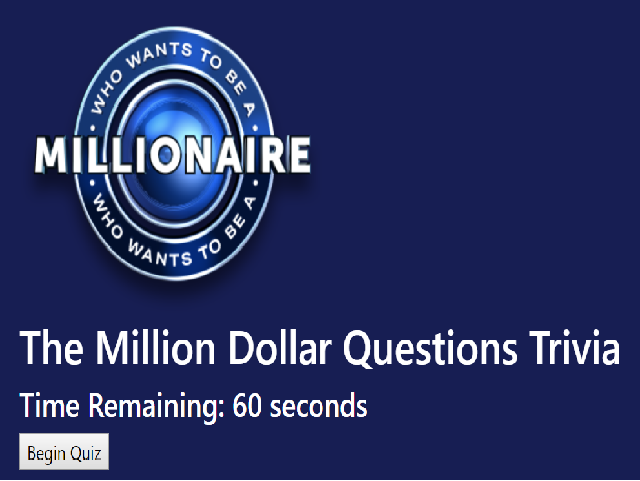 WHO WANTS TO BE A
MILLIONAIRE
WHO WANTS TO BE A
The Million Dollar Questions Trivia
Time Remaining: 60 seconds
Begin Quiz